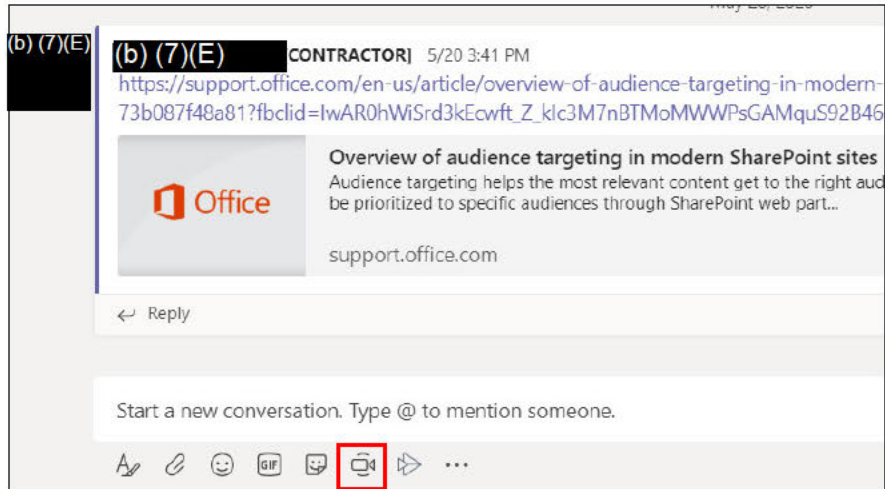 (b) (7)(E)
(b) (7)(E) CONTRACTOR] 5/20 3:41 PM
https://support.office.com/en-us/article/overview-of-audience-targeting-in-modern-
73b087f48a81?fbclid=IwAR0hWiSrd3kEcwft_Z_kIc3M7nBTMoMWWPsGAMquS92B46
Office
Overview of audience targeting in modern SharePoint sites
Audience targeting helps the most relevant content get to the right aud
be prioritized to specific audiences through SharePoint web part...
support.office.com
Reply
Start a new conversation. Type @ to mention someone.
GIF